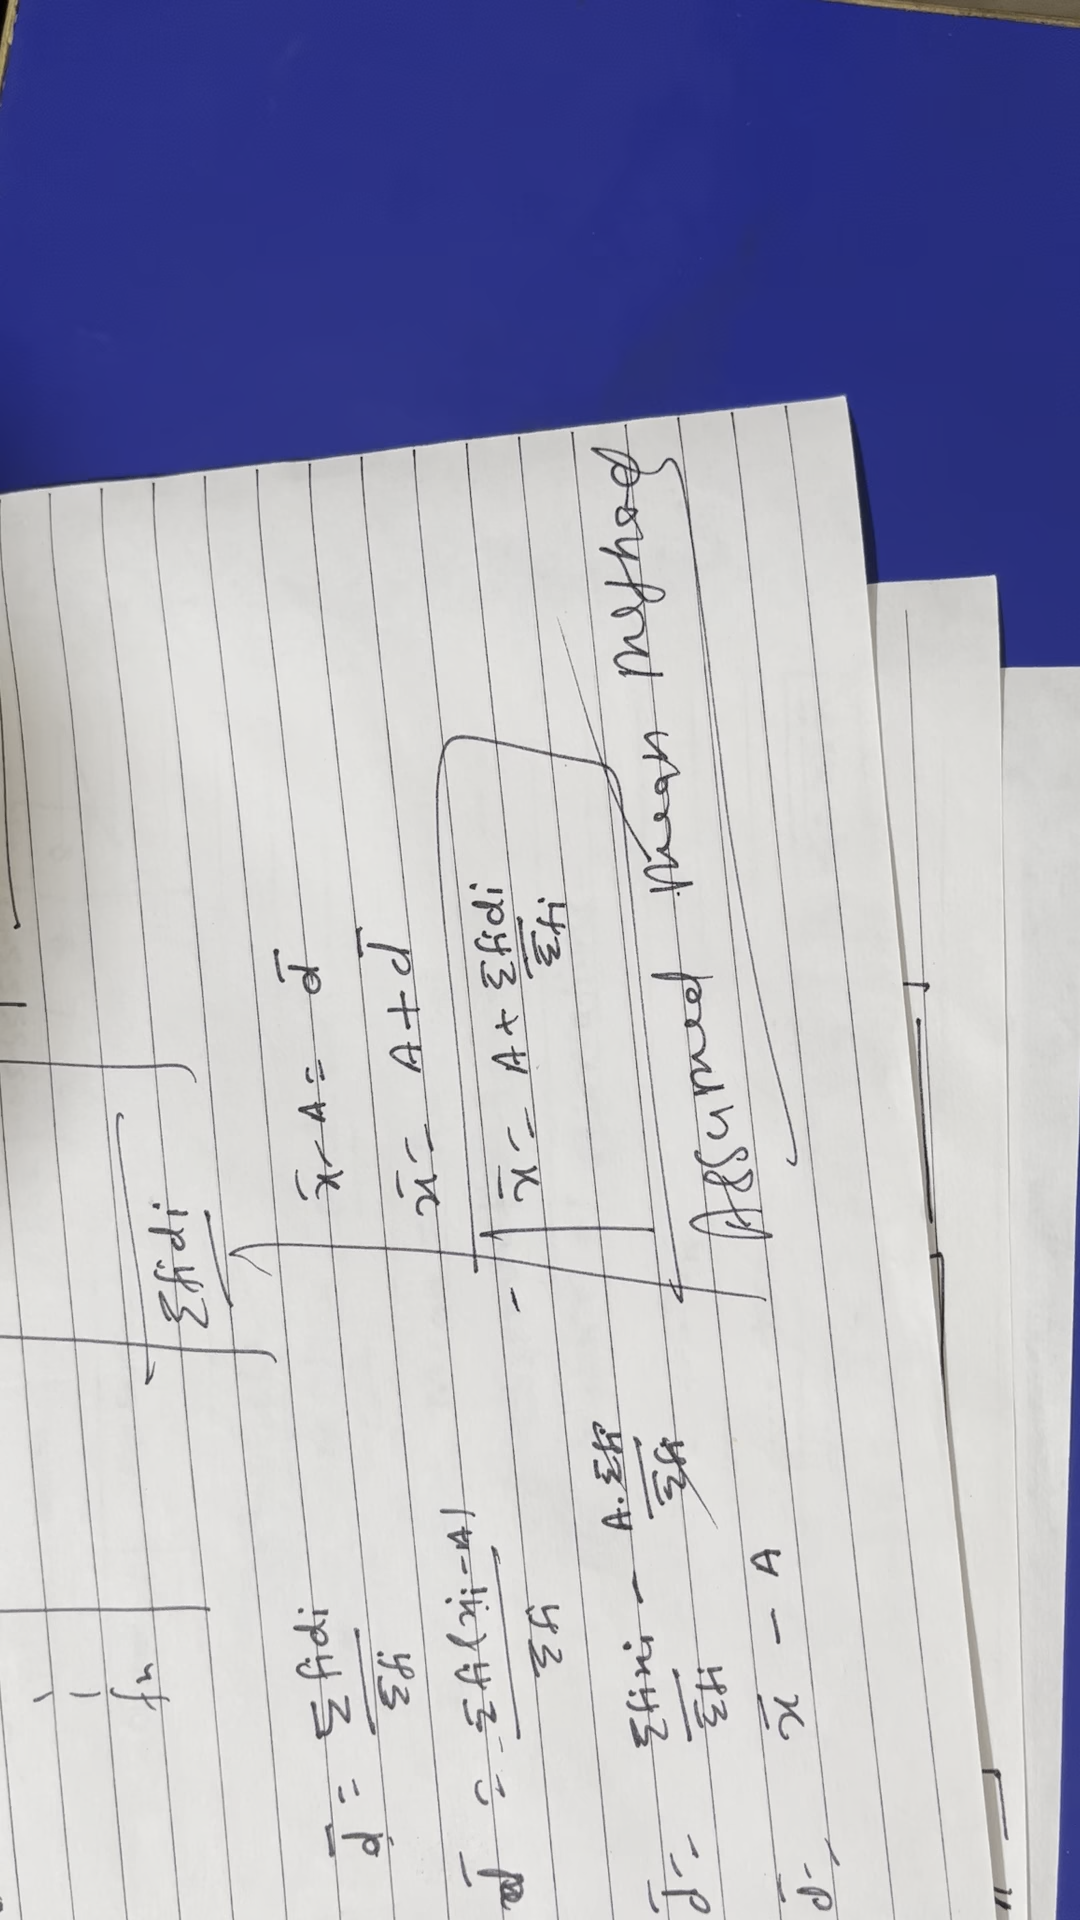 fn
Σfidi
d̄ = Σfidi / Σfi
d̄ = Σfi(xi - A) / Σfi
d̄ = Σfixi / Σfi - A.Σfi / Σfi
d̄ = x̄ - A
x̄ - A = d̄
x̄ = A + d̄
x̄ = A + Σfidi / Σfi
Assumed Mean Method